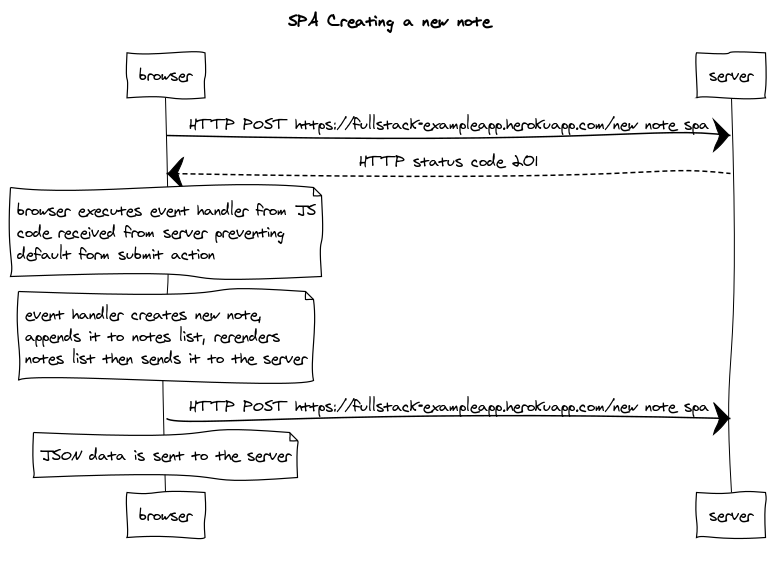 SPA Creating a new note
browser
server
HTTP POST https://fullstack-exampleapp.herokuapp.com/new note spa
HTTP status code 201
browser executes event handler from JS
code received from server preventing
default form submit action
event handler creates new note,
appends it to notes list, rerenders
notes list then sends it to the server
HTTP POST https://fullstack-exampleapp.herokuapp.com/new note spa
JSON data is sent to the server
browser
server